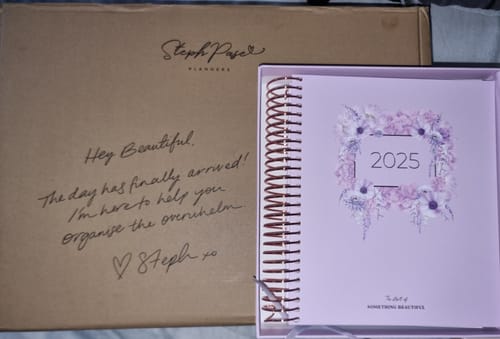 Steph Pase
PLANNERS
Hey Beautiful,
The day has finally arrived!
I'm here to help you
organise the overwhelm
Steph xo
2025
The Start of
SOMETHING BEAUTIFUL